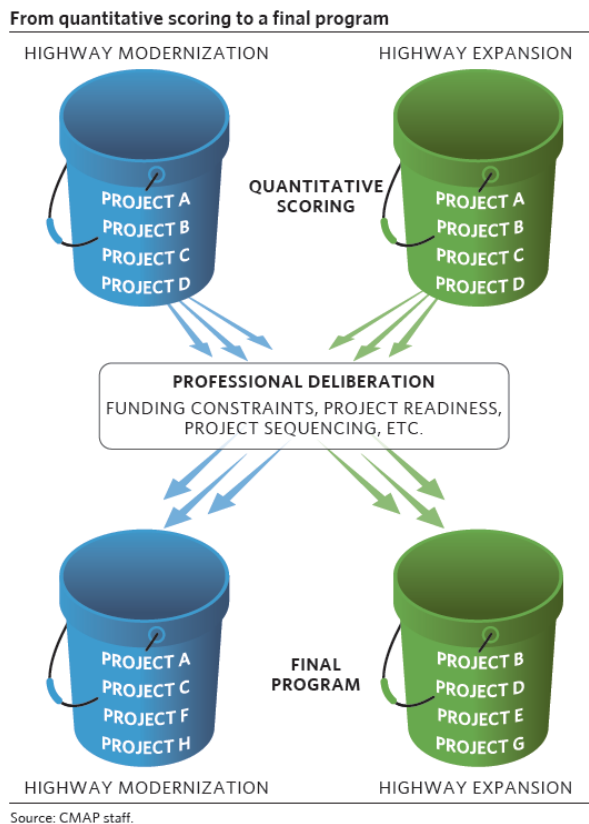 From quantitative scoring to a final program
HIGHWAY MODERNIZATION
HIGHWAY EXPANSION
PROJECT A
PROJECT B
PROJECT C
PROJECT D
QUANTITATIVE
SCORING
PROJECT A
PROJECT B
PROJECT C
PROJECT D
PROFESSIONAL DELIBERATION
FUNDING CONSTRAINTS, PROJECT READINESS,
PROJECT SEQUENCING, ETC.
PROJECT A
PROJECT C
PROJECT F
PROJECT H
FINAL
PROGRAM
PROJECT B
PROJECT D
PROJECT E
PROJECT G
HIGHWAY MODERNIZATION
HIGHWAY EXPANSION
Source: CMAP staff.